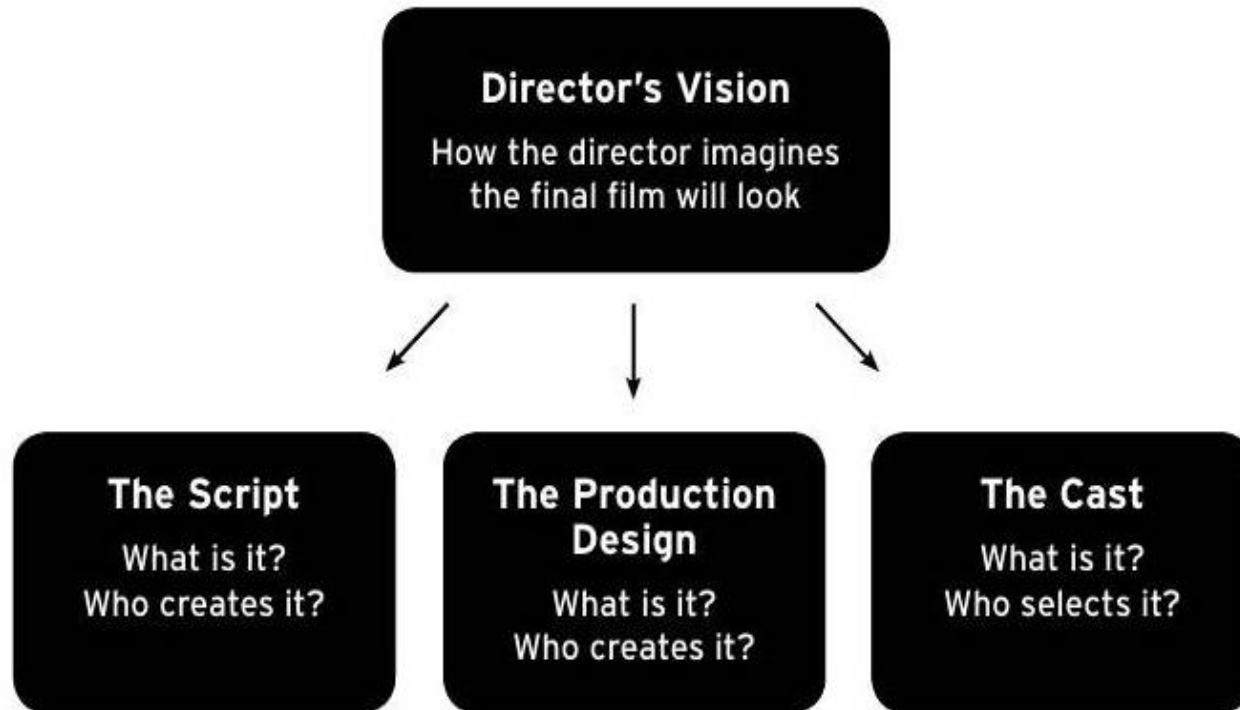 Director's Vision
How the director imagines
the final film will look
The Script
What is it?
Who creates it?
The Production
Design
What is it?
Who creates it?
The Cast
What is it?
Who selects it?